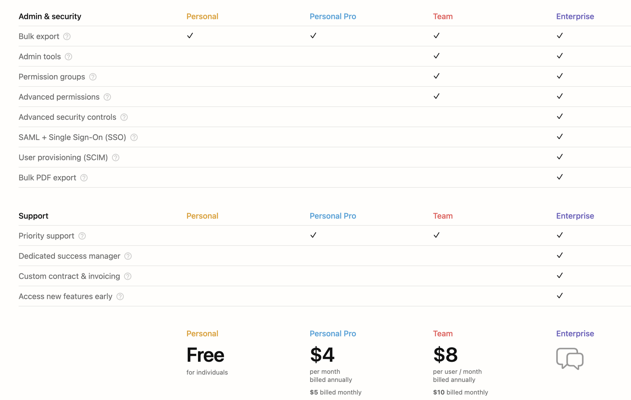 Admin & security Personal Personal Pro Team Enterprise
Bulk export ? ✓ ✓ ✓ ✓
Admin tools ? ✓ ✓
Permission groups ? ✓ ✓
Advanced permissions ? ✓ ✓
Advanced security controls ? ✓
SAML + Single Sign-On (SSO) ? ✓
User provisioning (SCIM) ? ✓
Bulk PDF export ? ✓
Support Personal Personal Pro Team Enterprise
Priority support ? ✓ ✓ ✓
Dedicated success manager ? ✓
Custom contract & invoicing ? ✓
Access new features early ? ✓
Personal Personal Pro Team Enterprise
Free $4 $8
for individuals per month per user / month
billed annually billed annually
$5 billed monthly $10 billed monthly